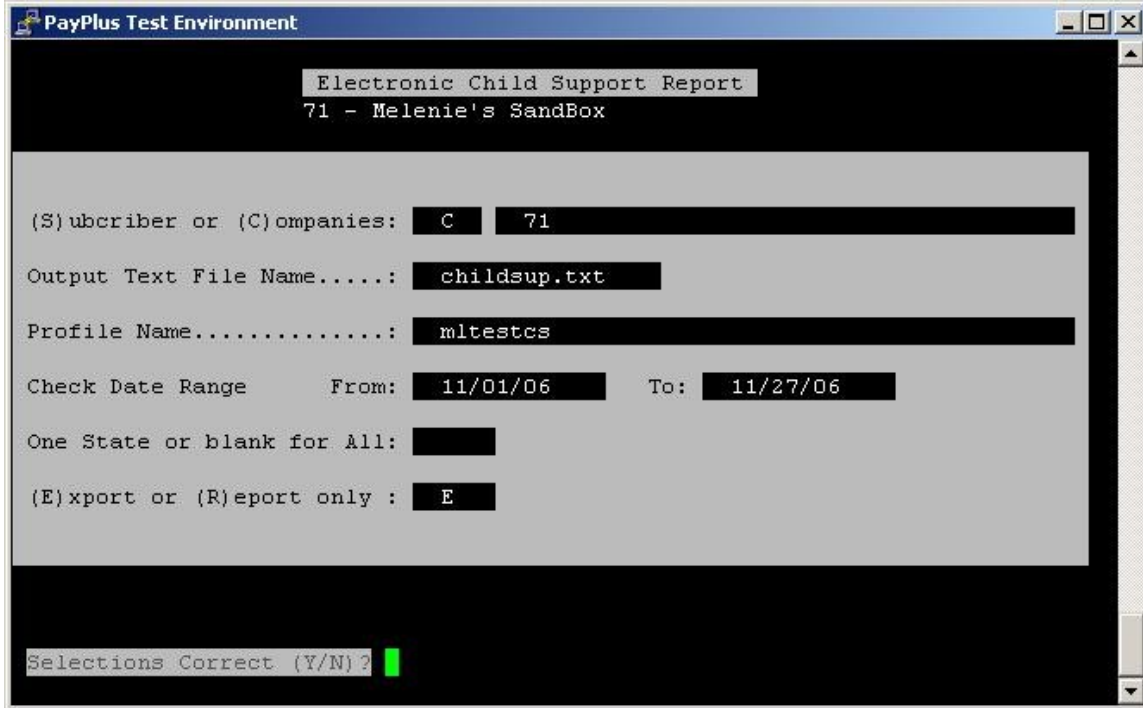 PayPlus Test Environment
Electronic Child Support Report
71 - Melenie's SandBox
(S)ubcriber or (C)ompanies: C 71
Output Text File Name.....: childsup.txt
Profile Name..............: mltestcs
Check Date Range From: 11/01/06 To: 11/27/06
One State or blank for All:
(E)xport or (R)eport only : E
Selections Correct (Y/N)?